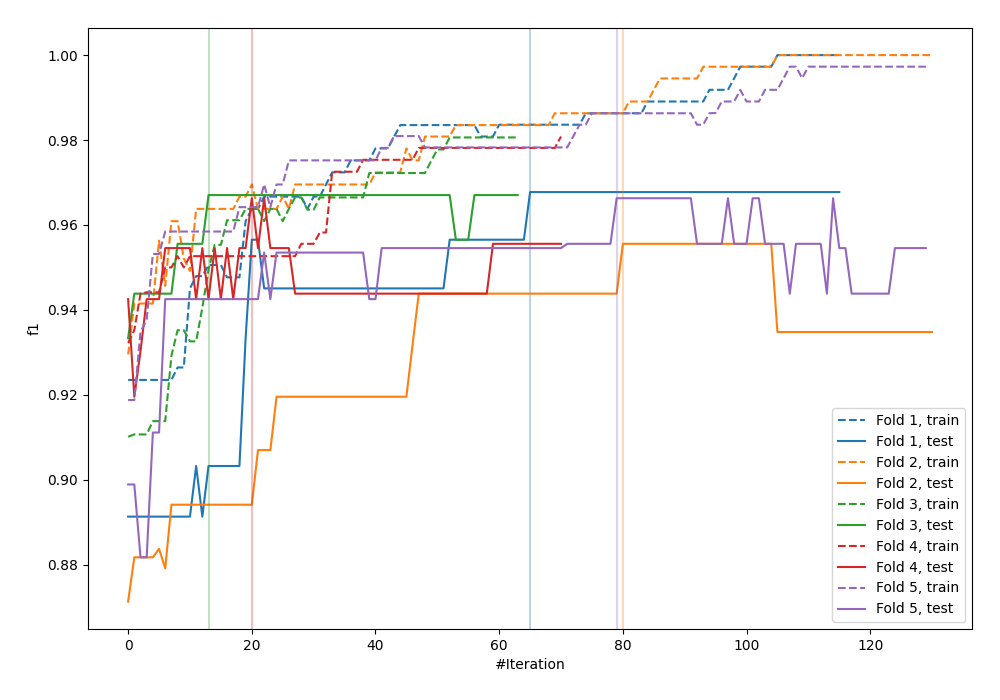 1.00
0.98
0.96
0.94
0.92
0.90
0.88
f1
0
20
40
60
80
100
120
#Iteration
Fold 1, train
Fold 1, test
Fold 2, train
Fold 2, test
Fold 3, train
Fold 3, test
Fold 4, train
Fold 4, test
Fold 5, train
Fold 5, test